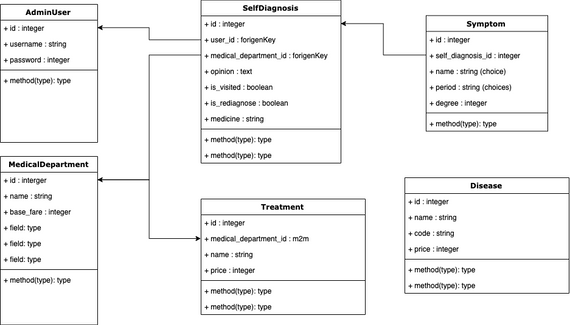 AdminUser
+ id : integer
+ username : string
+ password : integer
+ method(type): type
SelfDiagnosis
+ id : integer
+ user_id : forigenKey
+ medical_department_id : forigenKey
+ opinion : text
+ is_visited : boolean
+ is_rediagnose : boolean
+ medicine : string
+ method(type): type
+ method(type): type
Symptom
+ id : integer
+ self_diagnosis_id : integer
+ name : string (choice)
+ period : string (choices)
+ degree : integer
+ method(type): type
MedicalDepartment
+ id : interger
+ name : string
+ base_fare : integer
+ field: type
+ field: type
+ field: type
+ method(type): type
Treatment
+ id : integer
+ medical_department_id : m2m
+ name : string
+ price : integer
+ method(type): type
+ method(type): type
Disease
+ id : integer
+ name : string
+ code : string
+ price : integer
+ method(type): type
+ method(type): type